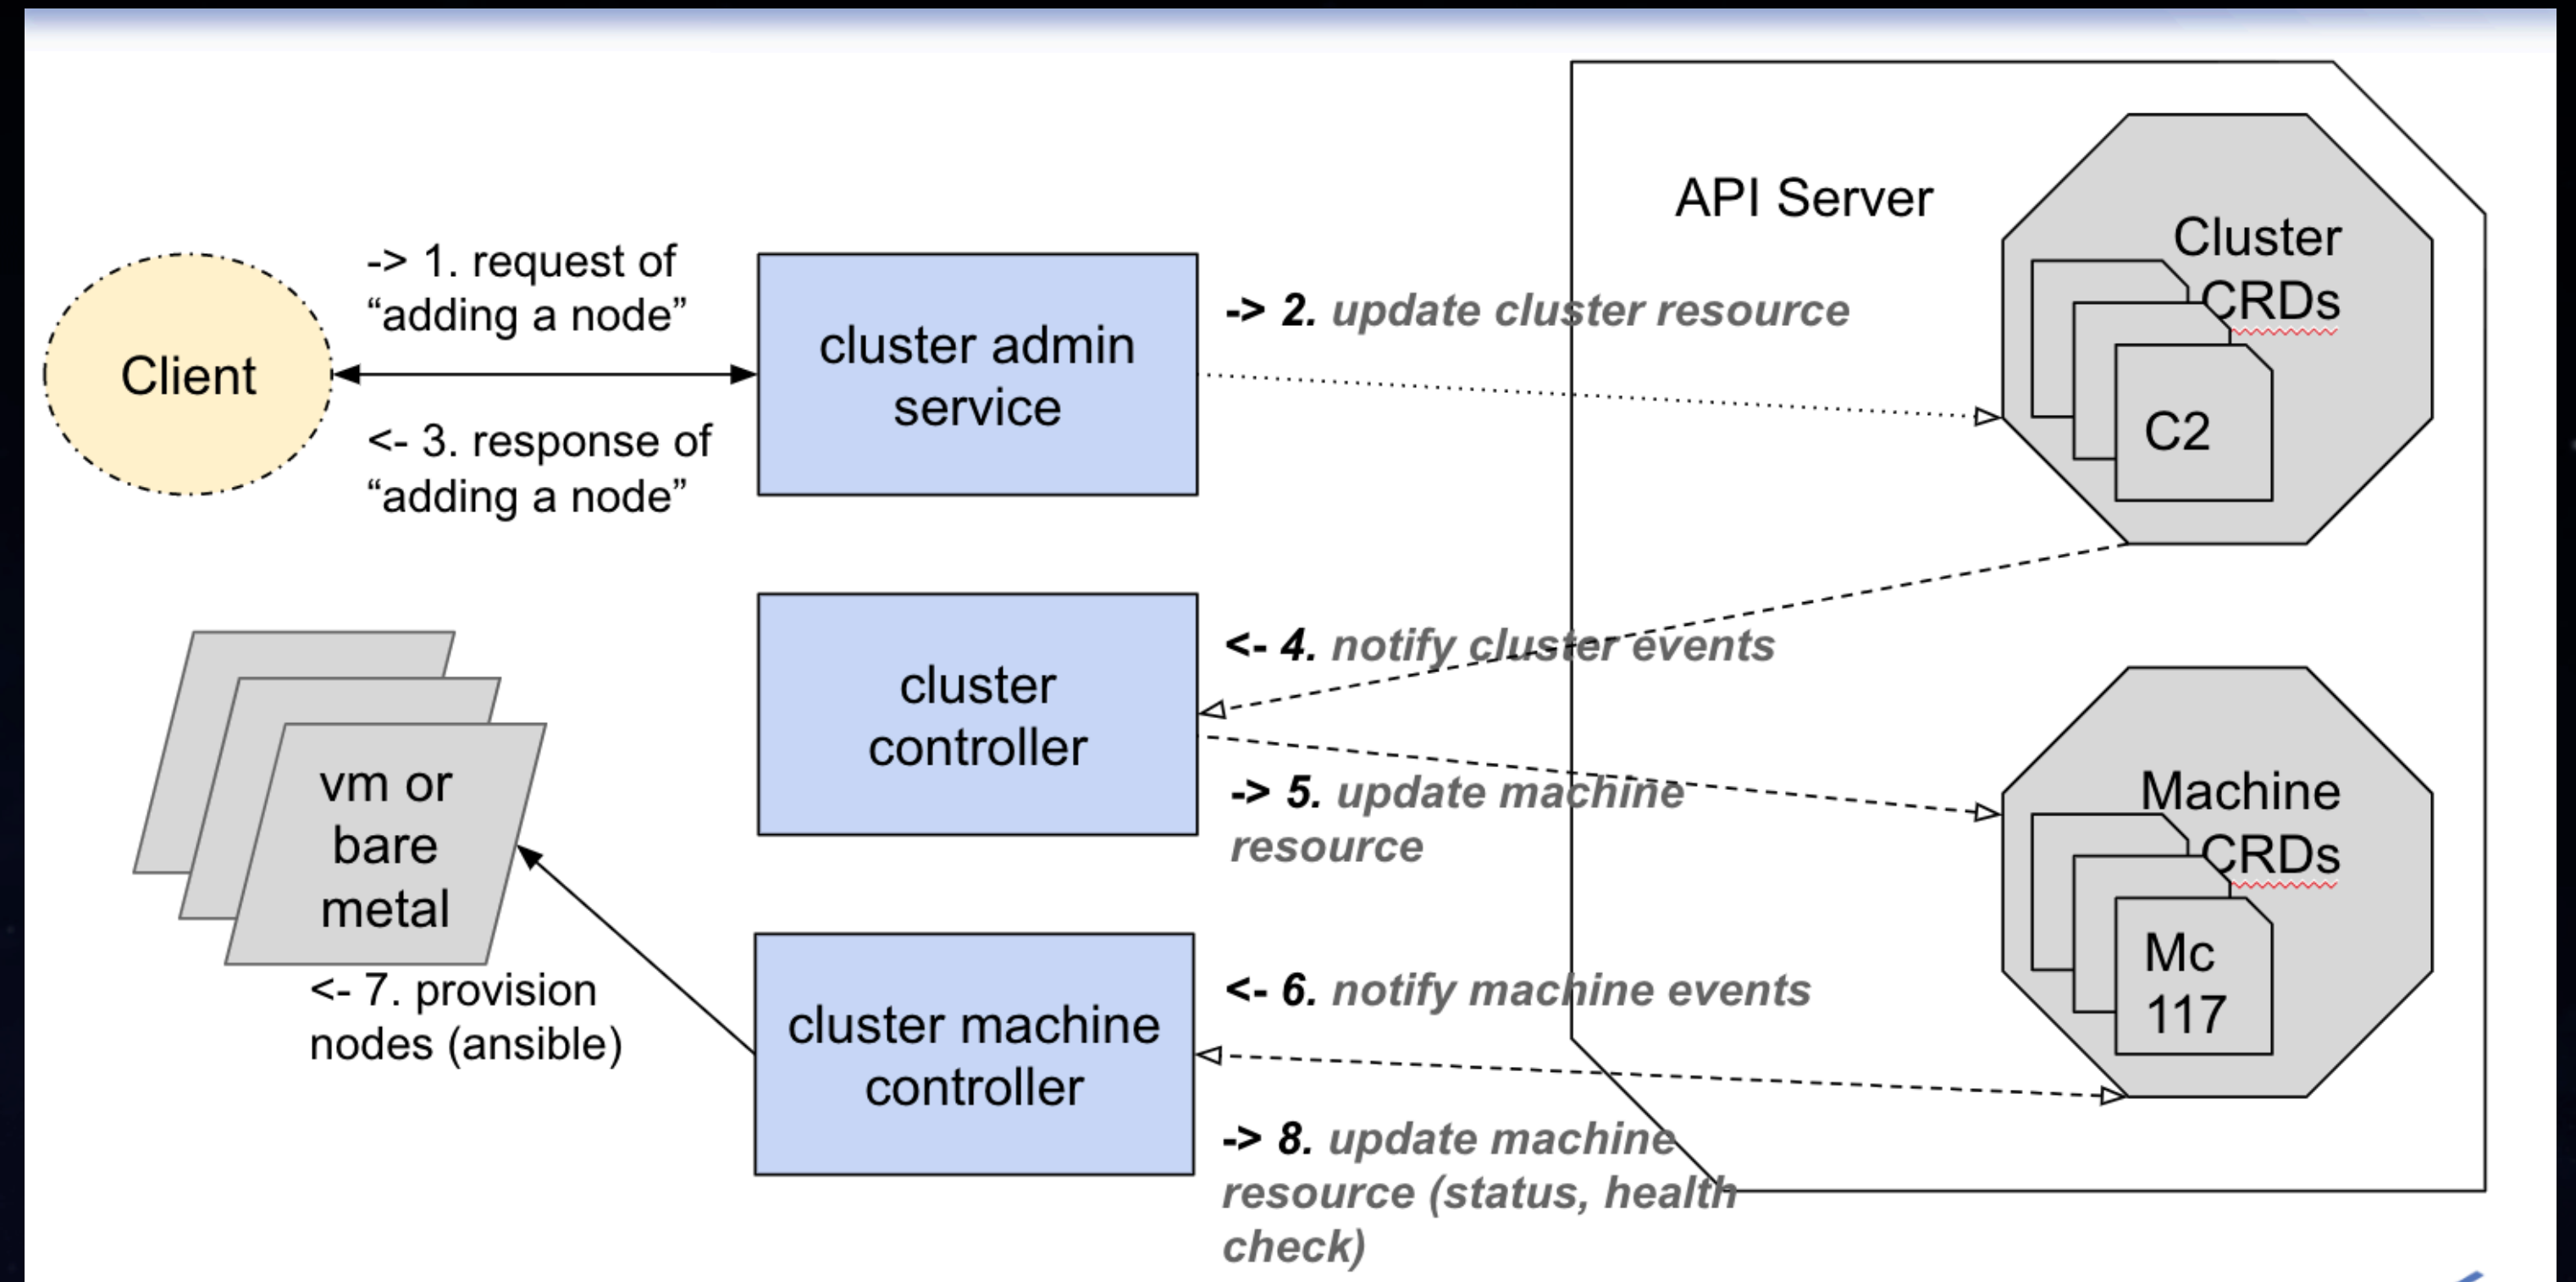 API Server
Cluster
CRDs
C2
-> 1. request of
“adding a node”
Client
<- 3. response of
“adding a node”
cluster admin
service
-> 2. update cluster resource
cluster
controller
<- 4. notify cluster events
-> 5. update machine
resource
Machine
CRDs
Mc
117
vm or
bare
metal
<- 7. provision
nodes (ansible)
cluster machine
controller
<- 6. notify machine events
-> 8. update machine
resource (status, health
check)